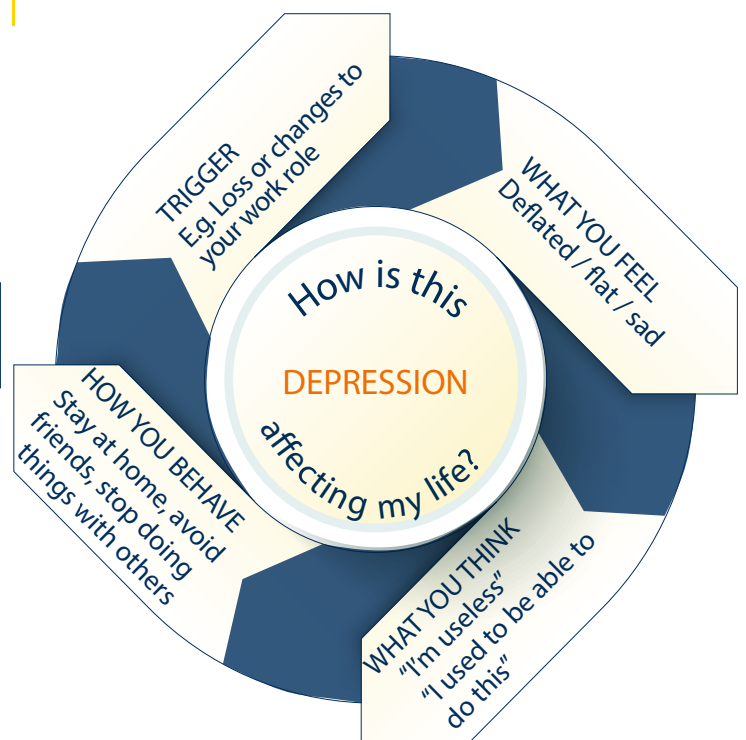 How is this
DEPRESSION
affecting my life?
TRIGGER
E.g. Loss or changes to
your work role
WHAT YOU FEEL
Deflated / flat / sad
WHAT YOU THINK
“I’m useless”
“I used to be able to
do this”
HOW YOU BEHAVE
Stay at home, avoid
friends, stop doing
things with others